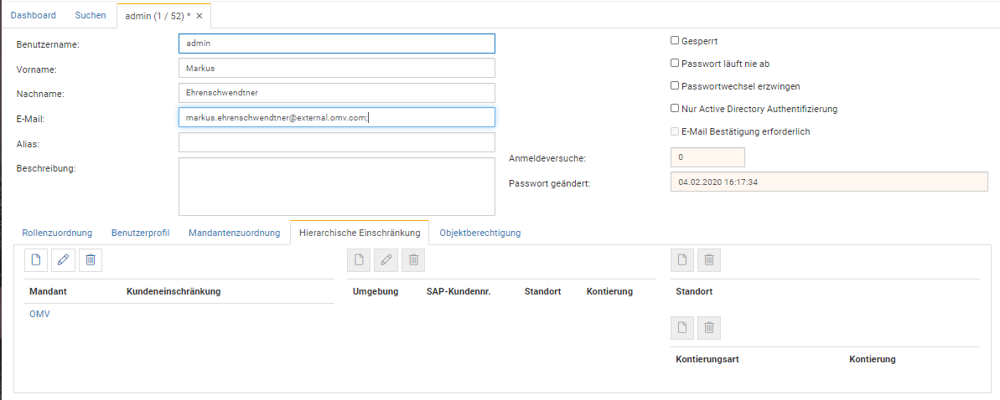 Dashboard Suchen admin (1 / 52) * ✕
Benutzername: admin
Vorname: Markus
Nachname: Ehrenschwendtner
E-Mail: markus.ehrenschwendtner@external.omv.com;
Alias:
Beschreibung:
Gesperrt
Passwort läuft nie ab
Passwortwechsel erzwingen
Nur Active Directory Authentifizierung
E-Mail Bestätigung erforderlich
Anmeldeversuche: 0
Passwort geändert: 04.02.2020 16:17:34
Rollenzuordnung Benutzerprofil Mandantenzuordnung Hierarchische Einschränkung Objektberechtigung
Mandant Kundeneinschränkung
OMV
Umgebung SAP-Kundennr. Standort Kontierung
Standort
Kontierungsart Kontierung